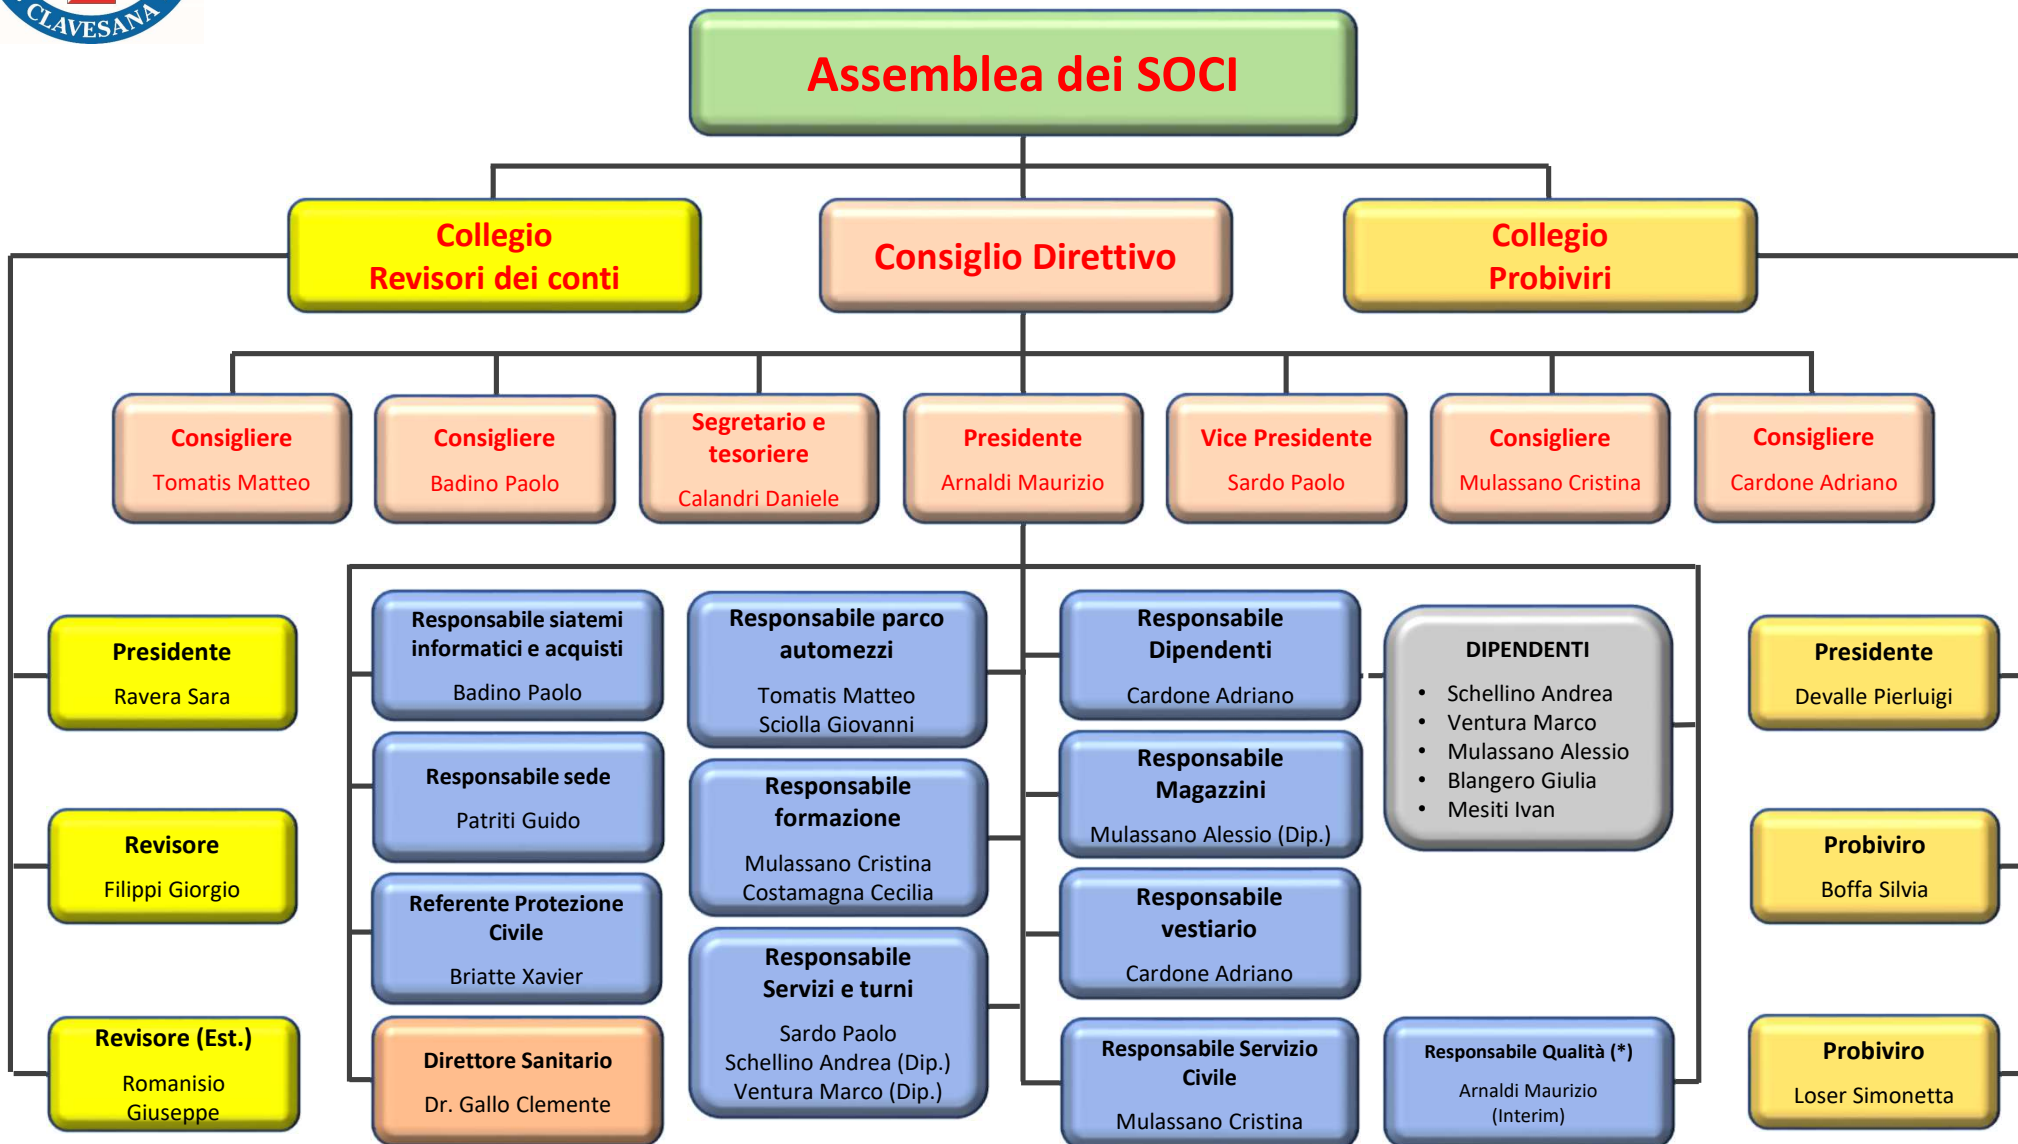 CLAVESANA
Assemblea dei SOCI
Collegio
Revisori dei conti
Consiglio Direttivo
Collegio
Probiviri
Consigliere
Tomatis Matteo
Consigliere
Badino Paolo
Segretario e
tesoriere
Calandri Daniele
Presidente
Arnaldi Maurizio
Vice Presidente
Sardo Paolo
Consigliere
Mulassano Cristina
Consigliere
Cardone Adriano
Presidente
Ravera Sara
Revisore
Filippi Giorgio
Revisore (Est.)
Romanisio
Giuseppe
Responsabile siatemi
informatici e acquisti
Badino Paolo
Responsabile sede
Patriti Guido
Referente Protezione
Civile
Briatte Xavier
Direttore Sanitario
Dr. Gallo Clemente
Responsabile parco
automezzi
Tomatis Matteo
Sciolla Giovanni
Responsabile
formazione
Mulassano Cristina
Costamagna Cecilia
Responsabile
Servizi e turni
Sardo Paolo
Schellino Andrea (Dip.)
Ventura Marco (Dip.)
Responsabile
Dipendenti
Cardone Adriano
Responsabile
Magazzini
Mulassano Alessio (Dip.)
Responsabile
vestiario
Cardone Adriano
Responsabile Servizio
Civile
Mulassano Cristina
DIPENDENTI
• Schellino Andrea
• Ventura Marco
• Mulassano Alessio
• Blangero Giulia
• Mesiti Ivan
Responsabile Qualità (*)
Arnaldi Maurizio
(Interim)
Presidente
Devalle Pierluigi
Probiviro
Boffa Silvia
Probiviro
Loser Simonetta